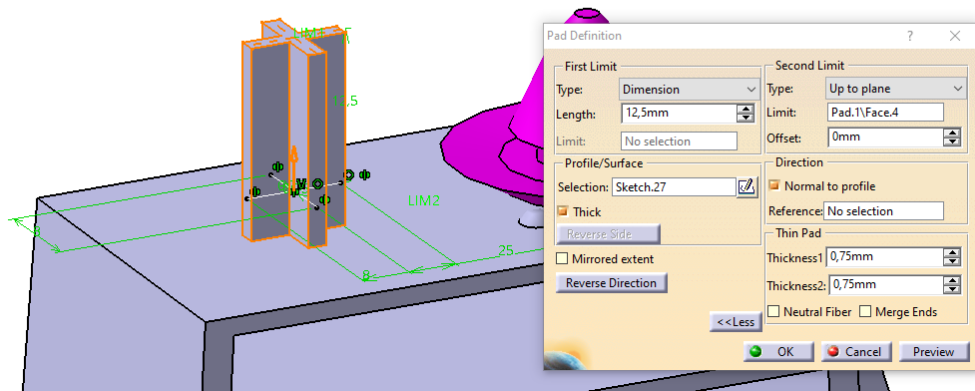 Pad Definition
? ×
First Limit
Type: Dimension
Length: 12,5mm
Limit: No selection
Profile/Surface
Selection: Sketch.27
Thick
Reverse Side
Mirrored extent
Reverse Direction
<<Less
Second Limit
Type: Up to plane
Limit: Pad.1\Face.4
Offset: 0mm
Direction
Normal to profile
Reference: No selection
Thin Pad
Thickness1 0,75mm
Thickness2: 0,75mm
Neutral Fiber Merge Ends
OK Cancel Preview
LIM2
25
8